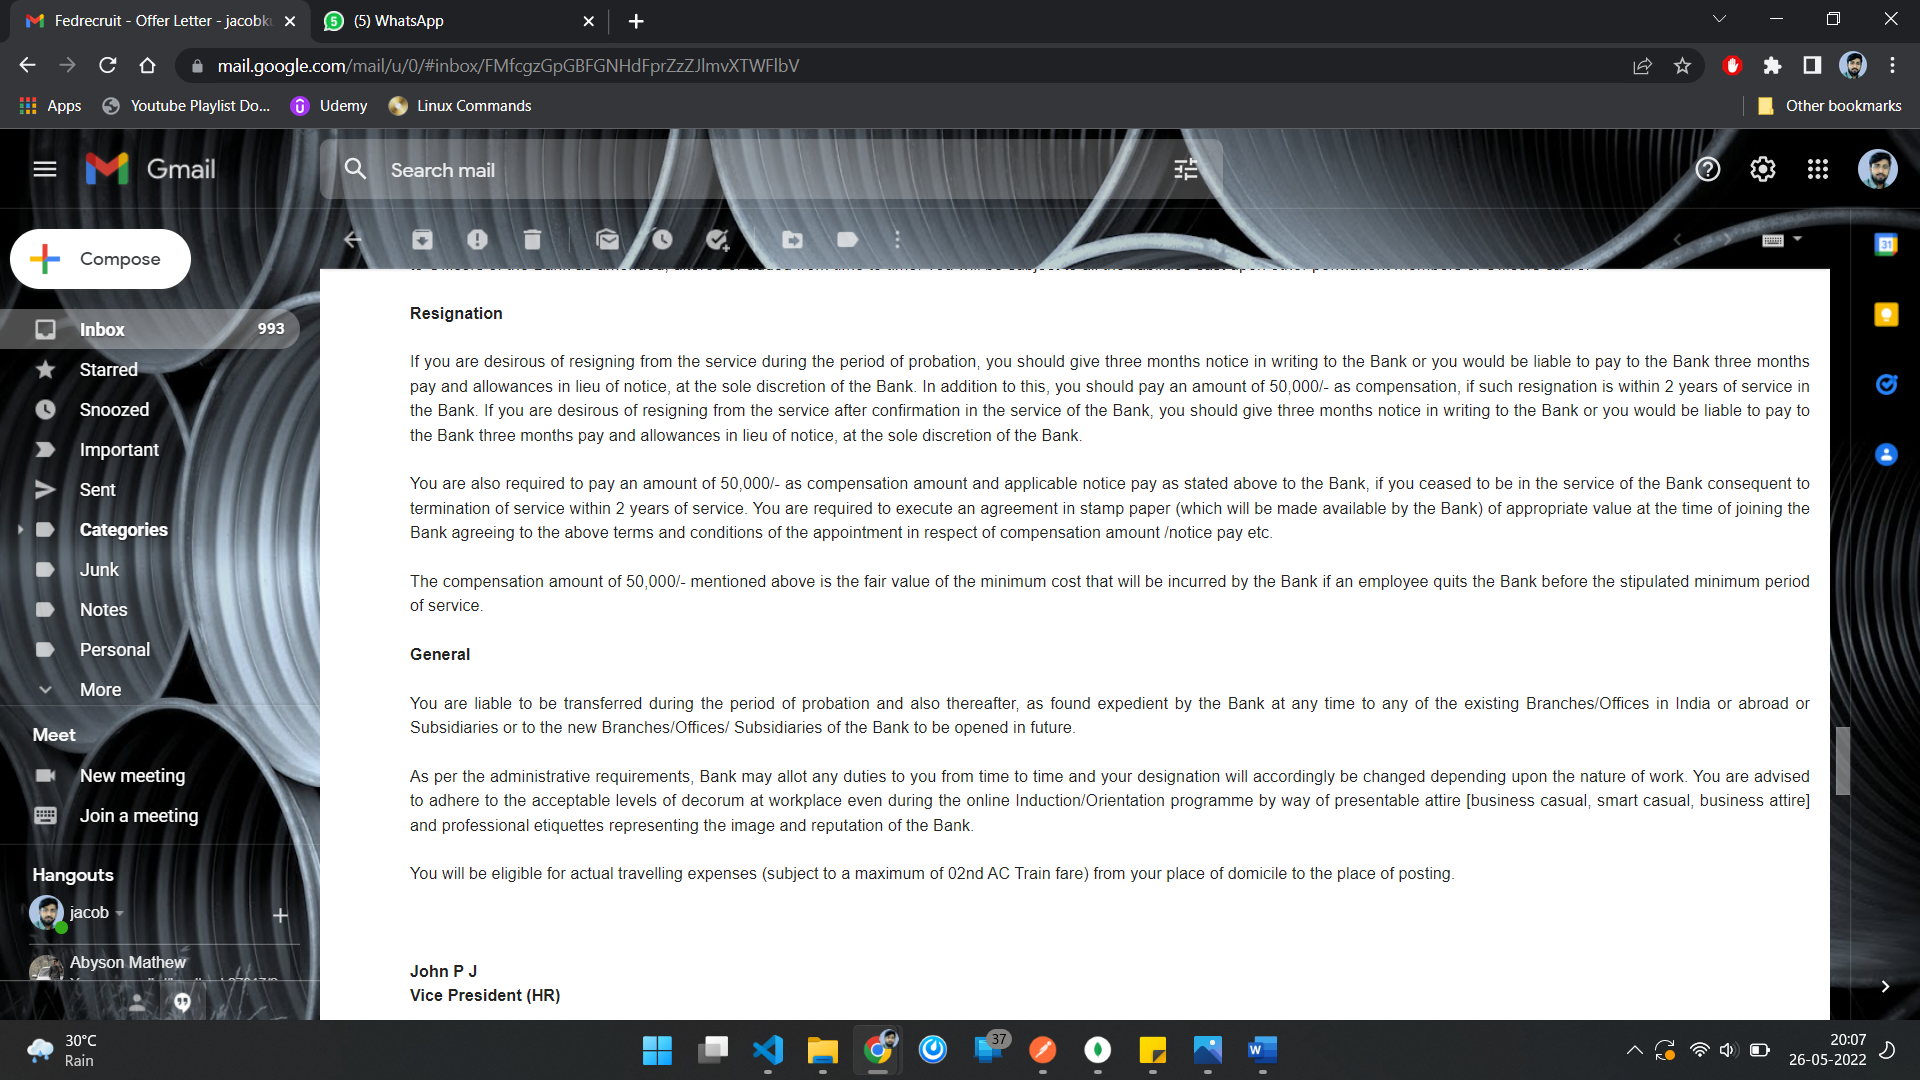 Fedrecruit - Offer Letter - jacobk
(5) WhatsApp
mail.google.com/mail/u/0/#inbox/FMfcgzGpGBFGNHdFprZzZJlmvXTWFlbV
Apps
Youtube Playlist Do...
Udemy
Linux Commands
Other bookmarks
Gmail
Search mail
Compose
Inbox 993
Starred
Snoozed
Important
Sent
Categories
Junk
Notes
Personal
More
Meet
New meeting
Join a meeting
Hangouts
jacob
Abyson Mathew
Resignation
If you are desirous of resigning from the service during the period of probation, you should give three months notice in writing to the Bank or you would be liable to pay to the Bank three months
pay and allowances in lieu of notice, at the sole discretion of the Bank. In addition to this, you should pay an amount of 50,000/- as compensation, if such resignation is within 2 years of service in
the Bank. If you are desirous of resigning from the service after confirmation in the service of the Bank, you should give three months notice in writing to the Bank or you would be liable to pay to
the Bank three months pay and allowances in lieu of notice, at the sole discretion of the Bank.
You are also required to pay an amount of 50,000/- as compensation amount and applicable notice pay as stated above to the Bank, if you ceased to be in the service of the Bank consequent to
termination of service within 2 years of service. You are required to execute an agreement in stamp paper (which will be made available by the Bank) of appropriate value at the time of joining the
Bank agreeing to the above terms and conditions of the appointment in respect of compensation amount /notice pay etc.
The compensation amount of 50,000/- mentioned above is the fair value of the minimum cost that will be incurred by the Bank if an employee quits the Bank before the stipulated minimum period
of service.
General
You are liable to be transferred during the period of probation and also thereafter, as found expedient by the Bank at any time to any of the existing Branches/Offices in India or abroad or
Subsidiaries or to the new Branches/Offices/ Subsidiaries of the Bank to be opened in future.
As per the administrative requirements, Bank may allot any duties to you from time to time and your designation will accordingly be changed depending upon the nature of work. You are advised
to adhere to the acceptable levels of decorum at workplace even during the online Induction/Orientation programme by way of presentable attire [business casual, smart casual, business attire]
and professional etiquettes representing the image and reputation of the Bank.
You will be eligible for actual travelling expenses (subject to a maximum of 02nd AC Train fare) from your place of domicile to the place of posting.
John P J
Vice President (HR)
31
30°C
Rain
37
20:07
26-05-2022